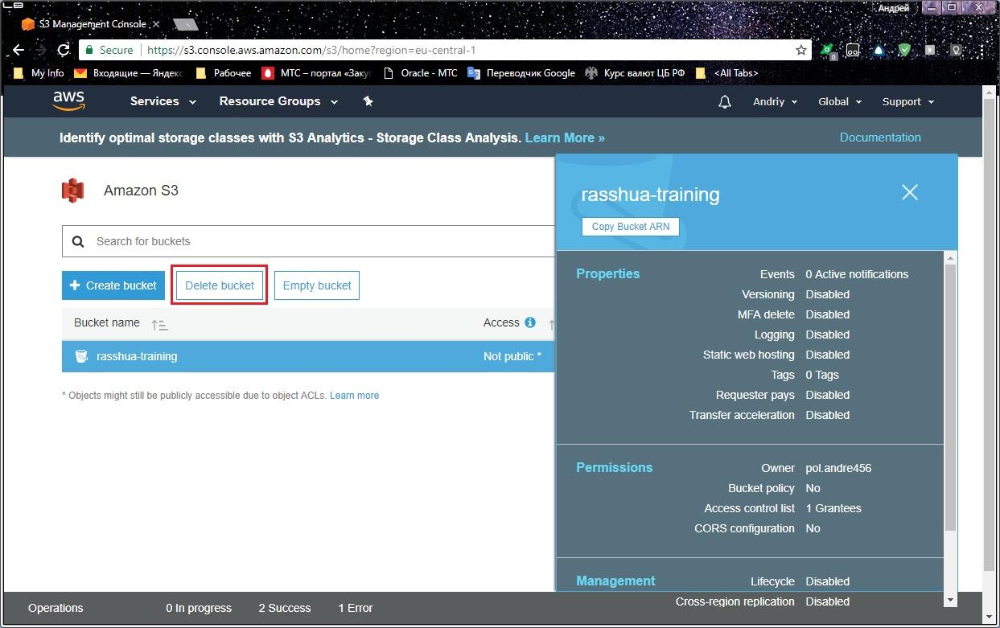 Андрей
S3 Management Console
Secure https://s3.console.aws.amazon.com/s3/home?region=eu-central-1
0
My Info Входящие — Яндекс Рабочее МТС – портал «Заку Oracle - МТС Переводчик Google Курс валют ЦБ РФ <All Tabs>
aws Services Resource Groups Andriy Global Support
Identify optimal storage classes with S3 Analytics - Storage Class Analysis. Learn More » Documentation
Amazon S3
rasshua-training
Copy Bucket ARN
Search for buckets
Create bucket Delete bucket Empty bucket
Bucket name Access
rasshua-training Not public *
* Objects might still be publicly accessible due to object ACLs. Learn more
Properties Events 0 Active notifications
Versioning Disabled
MFA delete Disabled
Logging Disabled
Static web hosting Disabled
Tags 0 Tags
Requester pays Disabled
Transfer acceleration Disabled
Permissions Owner pol.andre456
Bucket policy No
Access control list 1 Grantees
CORS configuration No
Management Lifecycle Disabled
Cross-region replication Disabled
Operations 0 In progress 2 Success 1 Error